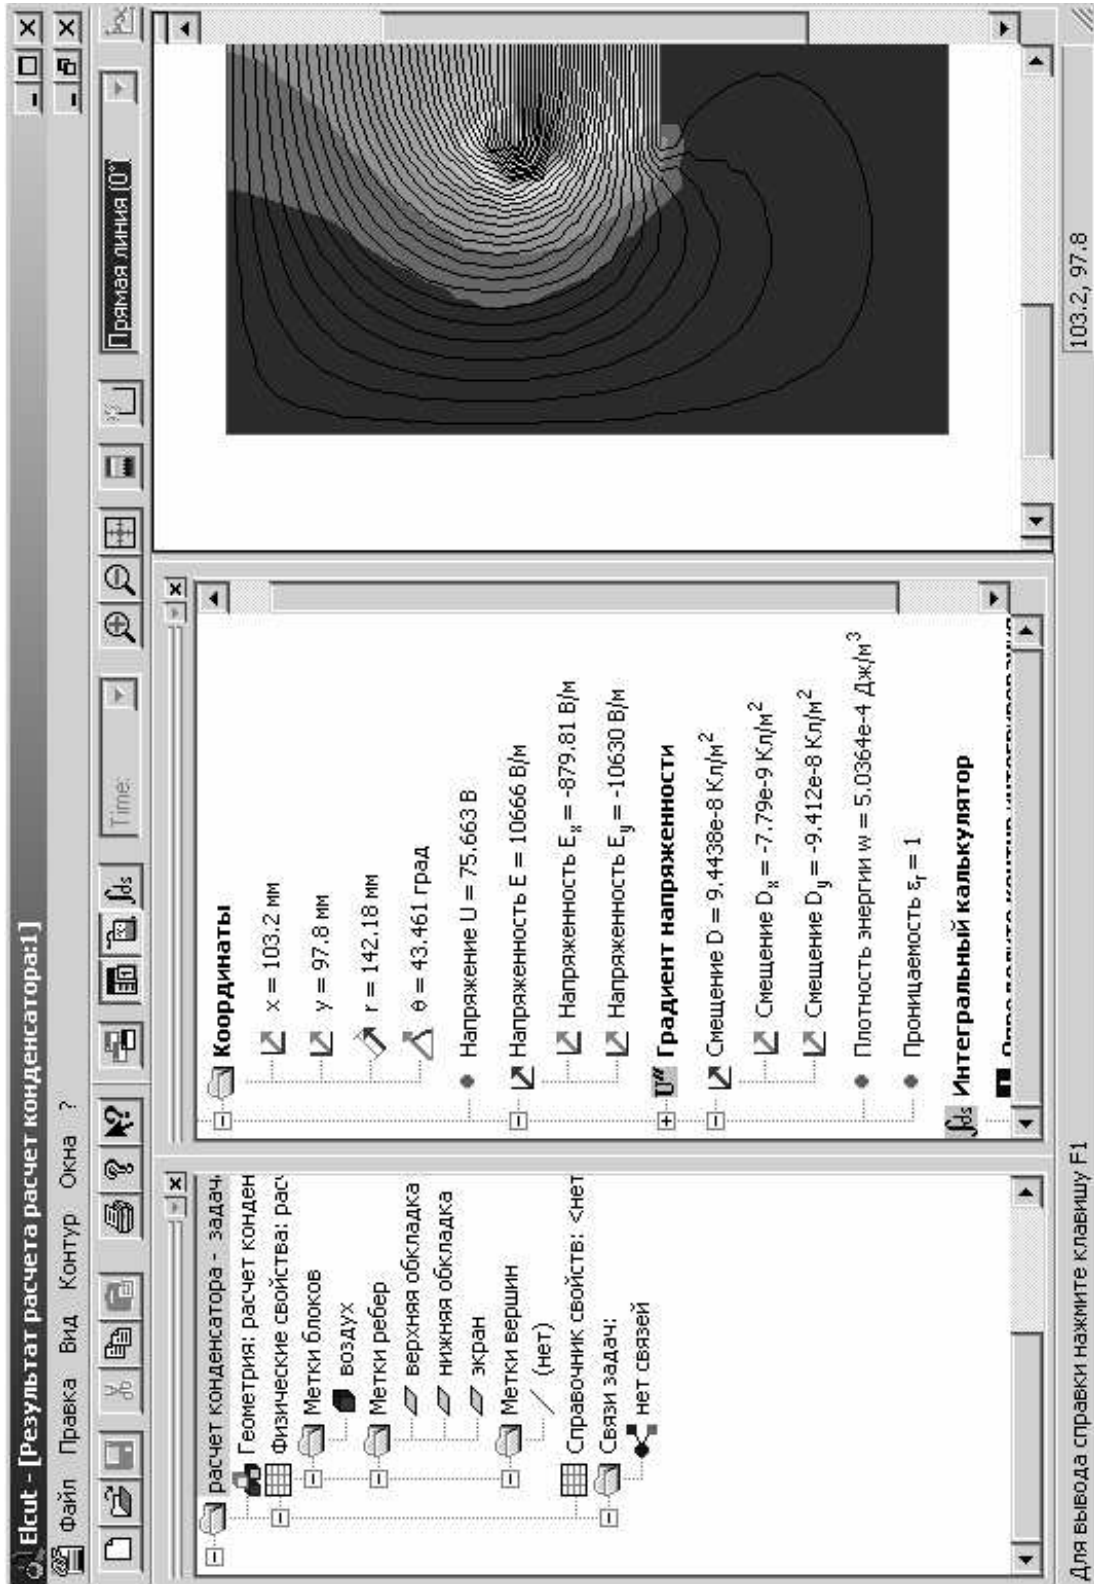 Elcut - [Результат расчета расчет конденсатора:1]
Файл Правка Вид Контур Окна ?
Time:
Прямая линия (0°
расчет конденсатора - задач
Геометрия: расчет конден
Физические свойства: рас
Метки блоков
воздух
Метки ребер
верхняя обкладка
нижняя обкладка
экран
Метки вершин
(нет)
Справочник свойств: <нет
Связи задач:
нет связей
Координаты
x = 103.2 мм
y = 97.8 мм
r = 142.18 мм
θ = 43.461 град
Напряжение U = 75.663 В
Напряженность E = 10666 В/м
Напряженность Eₓ = -879.81 В/м
Напряженность Eᵧ = -10630 В/м
Градиент напряженности
Смещение D = 9.4438e-8 Кл/м²
Смещение Dₓ = -7.79e-9 Кл/м²
Смещение Dᵧ = -9.412e-8 Кл/м²
Плотность энергии w = 5.0364e-4 Дж/м³
Проницаемость εᵣ = 1
∫ds Интегральный калькулятор
Для вывода справки нажмите клавишу F1
103.2, 97.8